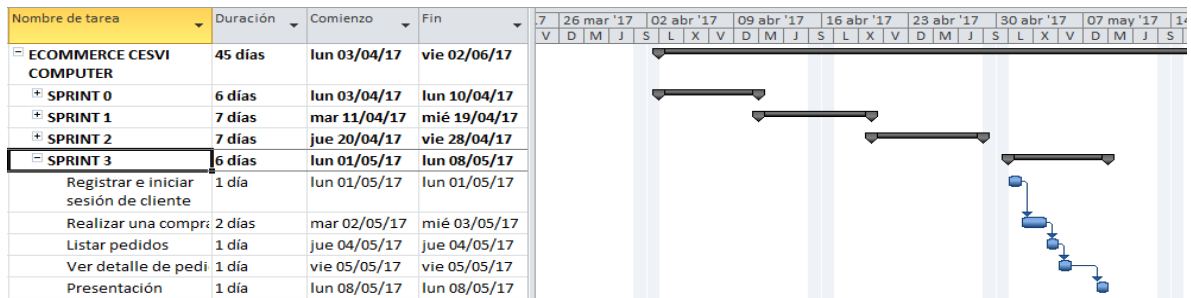 Nombre de tarea Duración Comienzo Fin 7 26 mar '17 02 abr '17 09 abr '17 16 abr '17 23 abr '17 30 abr '17 07 may '17 14
V D M J S L X V D M J S L X V D M J S L X V D M J S
ECOMMERCE CESVI COMPUTER 45 días lun 03/04/17 vie 02/06/17
SPRINT 0 6 días lun 03/04/17 lun 10/04/17
SPRINT 1 7 días mar 11/04/17 mié 19/04/17
SPRINT 2 7 días jue 20/04/17 vie 28/04/17
SPRINT 3 6 días lun 01/05/17 lun 08/05/17
Registrar e iniciar sesión de cliente 1 día lun 01/05/17 lun 01/05/17
Realizar una compra 2 días mar 02/05/17 mié 03/05/17
Listar pedidos 1 día jue 04/05/17 jue 04/05/17
Ver detalle de pedi 1 día vie 05/05/17 vie 05/05/17
Presentación 1 día lun 08/05/17 lun 08/05/17